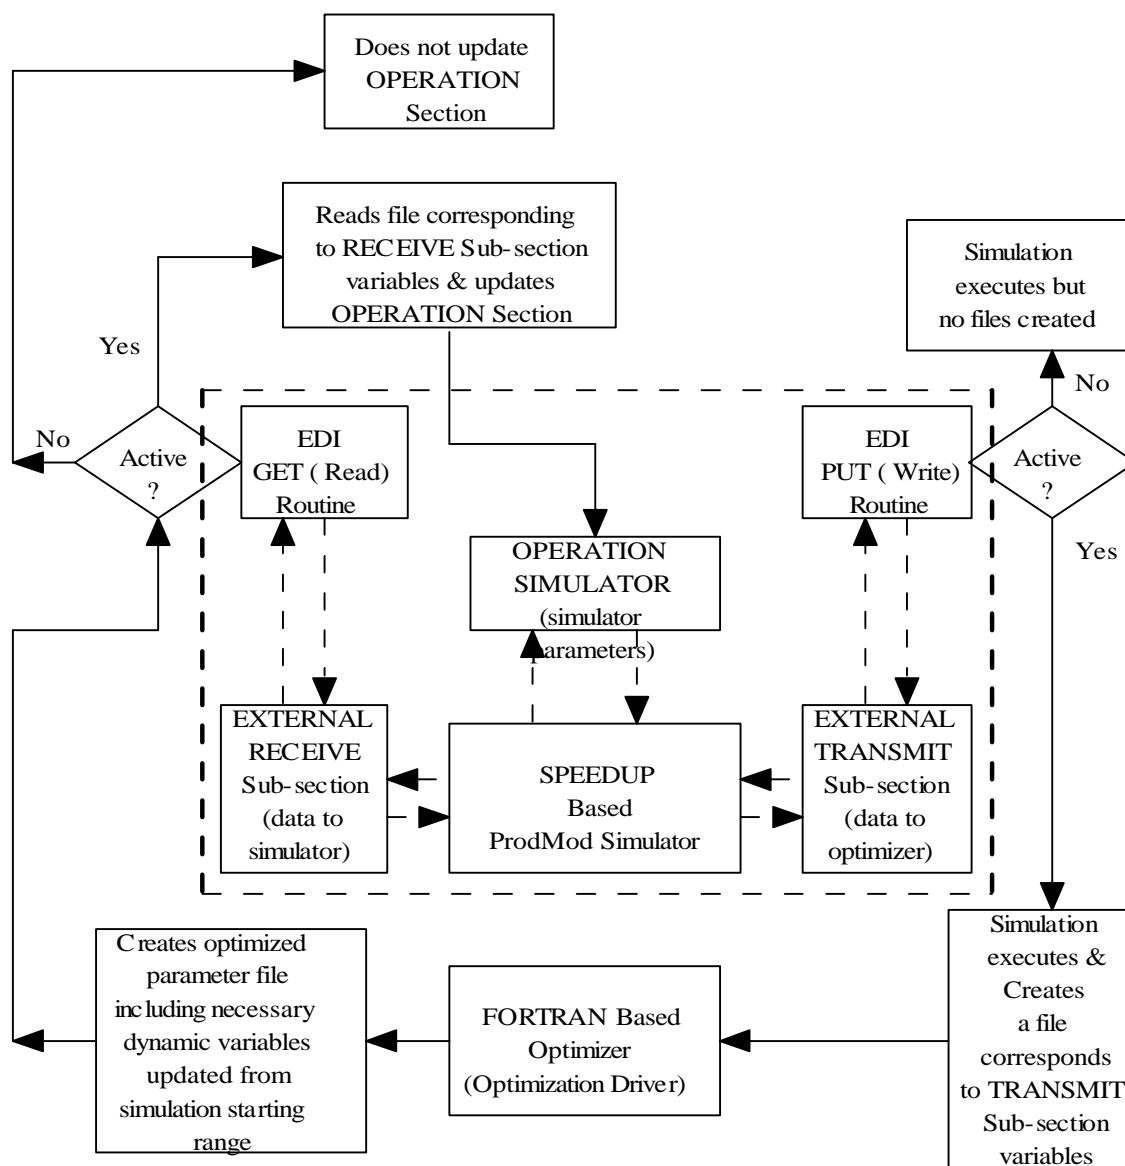 Does not update
OPERATION
Section
Reads file corresponding
to RECEIVE Sub-section
variables & updates
OPERATION Section
Simulation
executes but
no files created
Yes
No
No
Active
?
EDI
GET ( Read)
Routine
EDI
PUT ( Write)
Routine
Active
?
Yes
OPERATION
SIMULATOR
(simulator
parameters)
EXTERNAL
RECEIVE
Sub-section
(data to
simulator)
SPEEDUP
Based
ProdMod Simulator
EXTERNAL
TRANSMIT
Sub-section
(data to
optimizer)
Creates optimized
parameter file
including necessary
dynamic variables
updated from
simulation starting
range
FORTRAN Based
Optimizer
(Optimization Driver)
Simulation
executes &
Creates
a file
corresponds
to TRANSMIT
Sub-section
variables